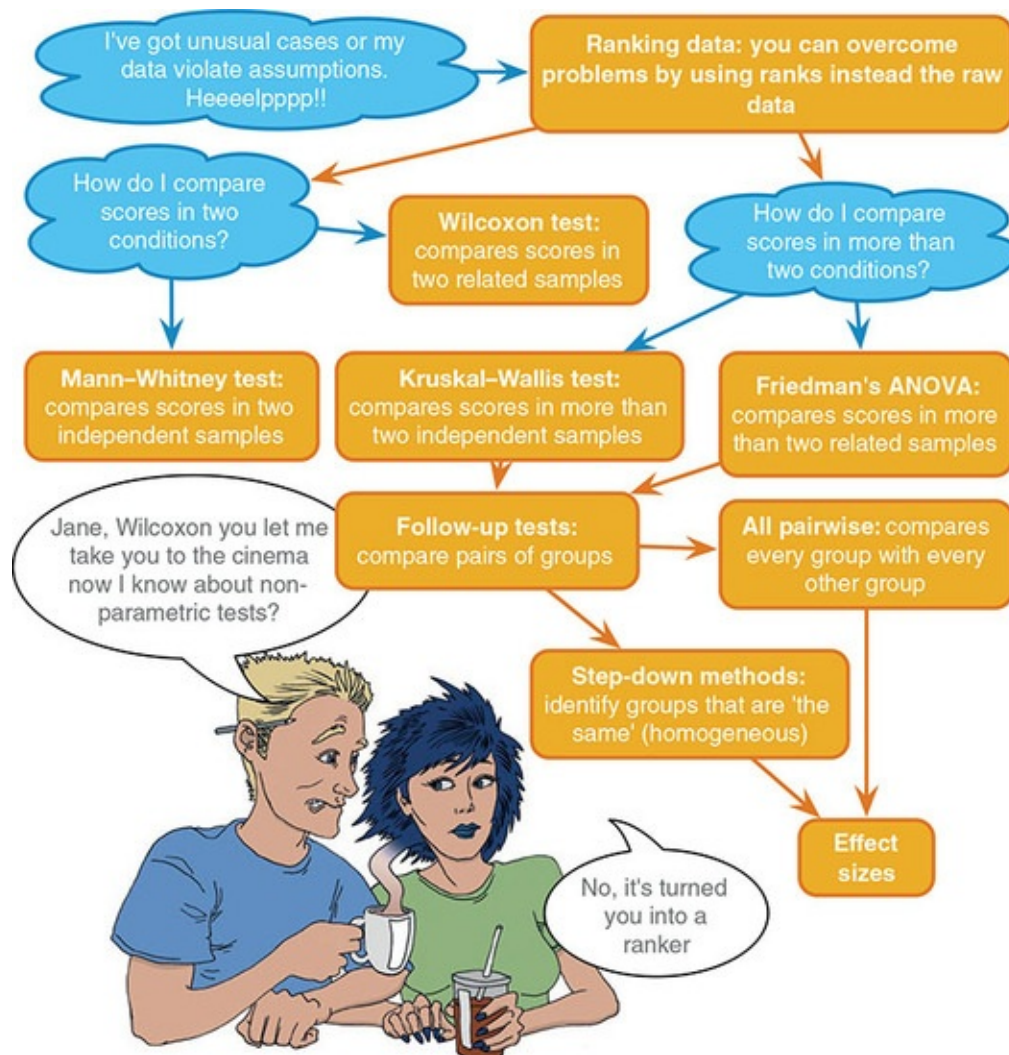 I've got unusual cases or my
data violate assumptions.
Heeeelpppp!!
Ranking data: you can overcome
problems by using ranks instead the raw
data
How do I compare
scores in two
conditions?
Wilcoxon test:
compares scores in
two related samples
How do I compare
scores in more than
two conditions?
Mann–Whitney test:
compares scores in two
independent samples
Kruskal–Wallis test:
compares scores in more than
two independent samples
Friedman's ANOVA:
compares scores in more
than two related samples
Jane, Wilcoxon you let me
take you to the cinema
now I know about non-
parametric tests?
Follow-up tests:
compare pairs of groups
All pairwise: compares
every group with every
other group
Step-down methods:
identify groups that are 'the
same' (homogeneous)
Effect
sizes
No, it's turned
you into a
ranker